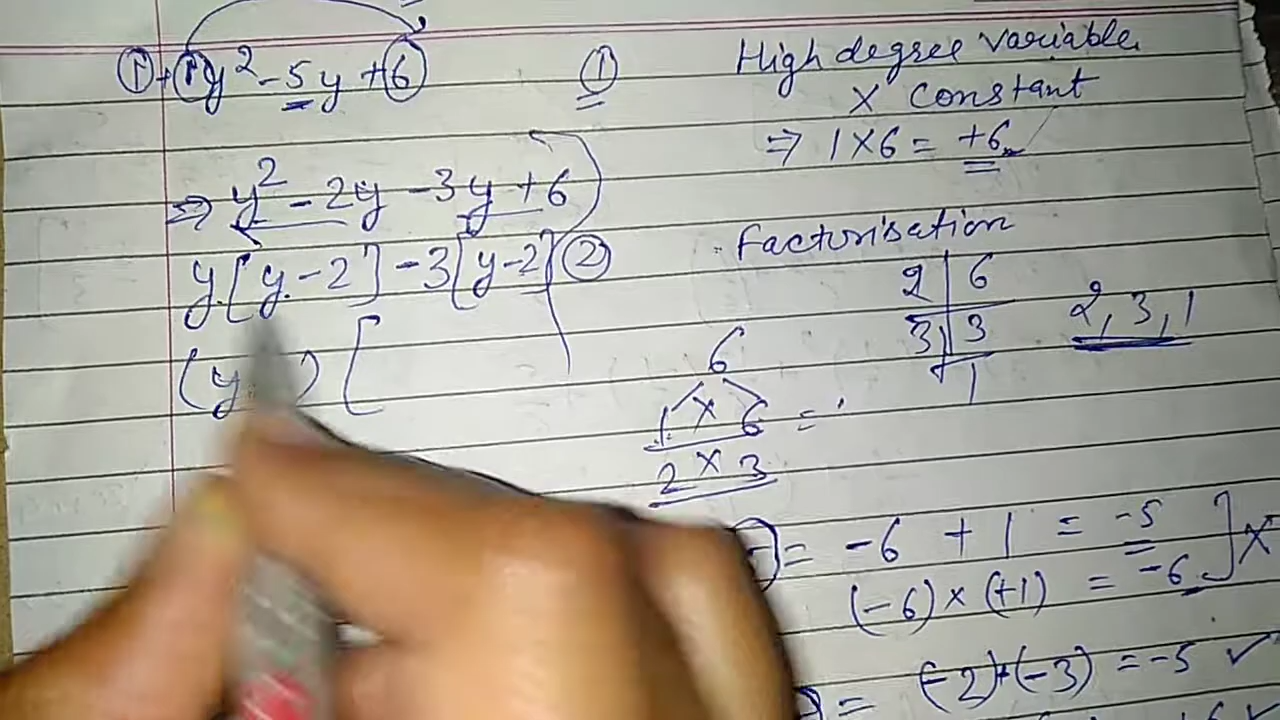 ① + ①y² - 5y + ⑥ ①
⇒ y² - 2y - 3y + 6
y[y - 2] - 3[y - 2] ②
(y ) [
High degree variable
X constant
⇒ 1 X 6 = +6
Factorisation
2 | 6
3 | 3
1
2, 3, 1
6
1 X 6 =
2 X 3
= -6 + 1 = -5 ] X
(-6) x (+1) = -6
= (-2)+(-3) = -5 ✓